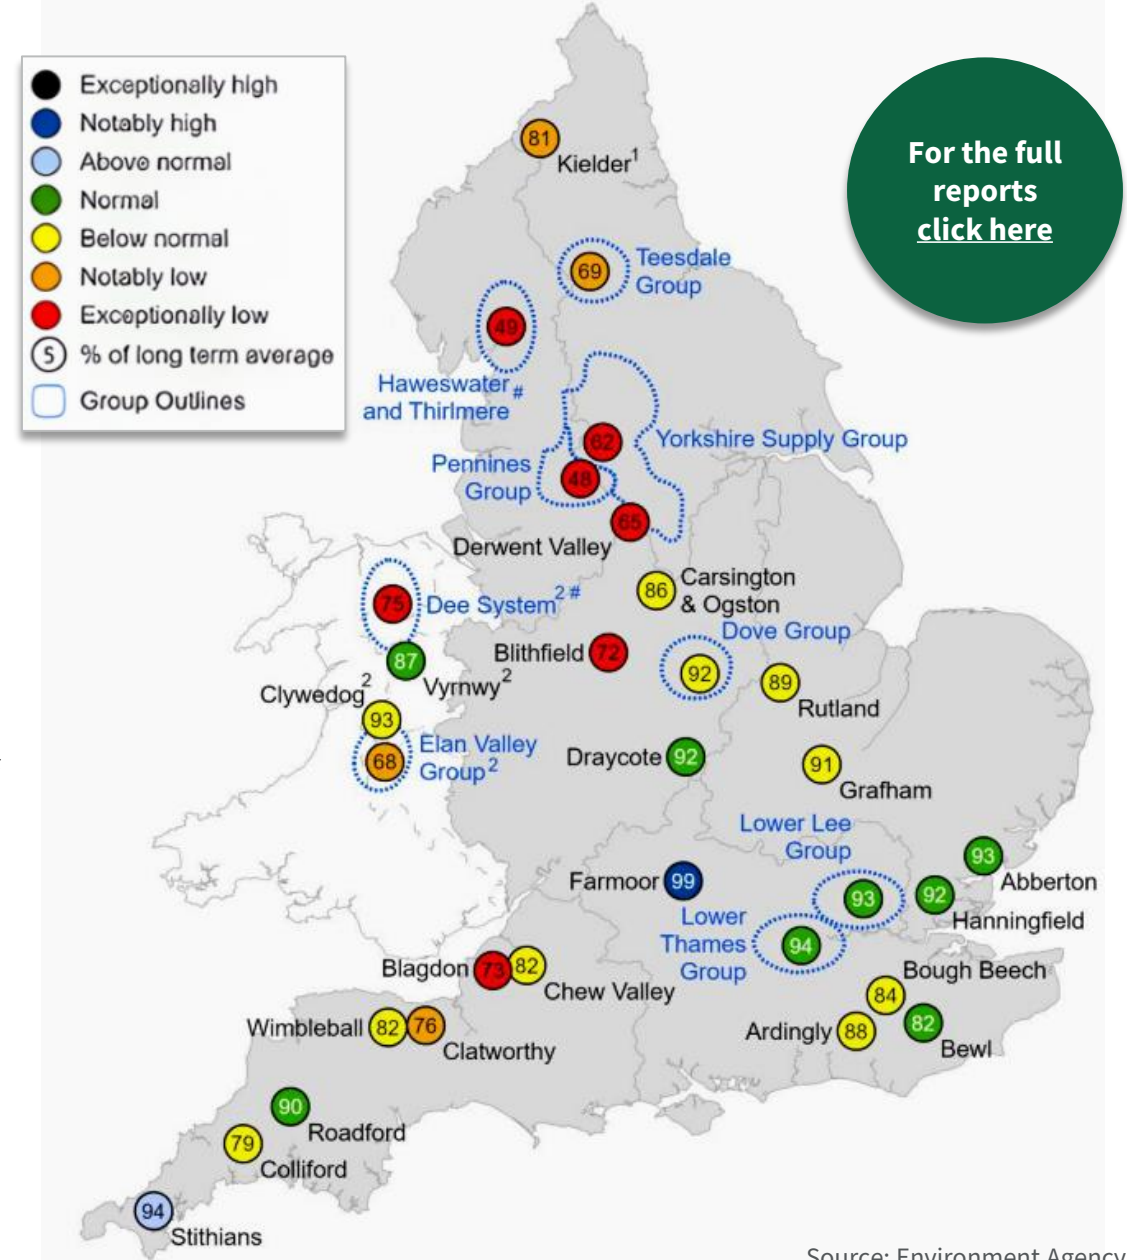 Exceptionally high
Notably high
Above normal
Normal
Below normal
Notably low
Exceptionally low
S % of long term average
Group Outlines
For the full
reports
click here
81
Kielder1
69
Teesdale
Group
49
Haweswater #
and Thirlmere
62
Yorkshire Supply Group
Pennines
Group
48
65
Derwent Valley
86
Carsington
& Ogston
75
Dee System2 #
Dove Group
92
Blithfield
72
87
Vyrnwy2
89
Rutland
Clywedog2
93
68
Elan Valley
Group2
Draycote
92
91
Grafham
Lower Lee
Group
93
93
Abberton
92
Hanningfield
Farmoor
99
Lower
Thames
Group
94
Blagdon
73
82
Chew Valley
Bough Beech
84
Ardingly
88
82
Bewl
Wimbleball
82
76
Clatworthy
90
Roadford
79
Colliford
94
Stithians
Source: Environment Agency